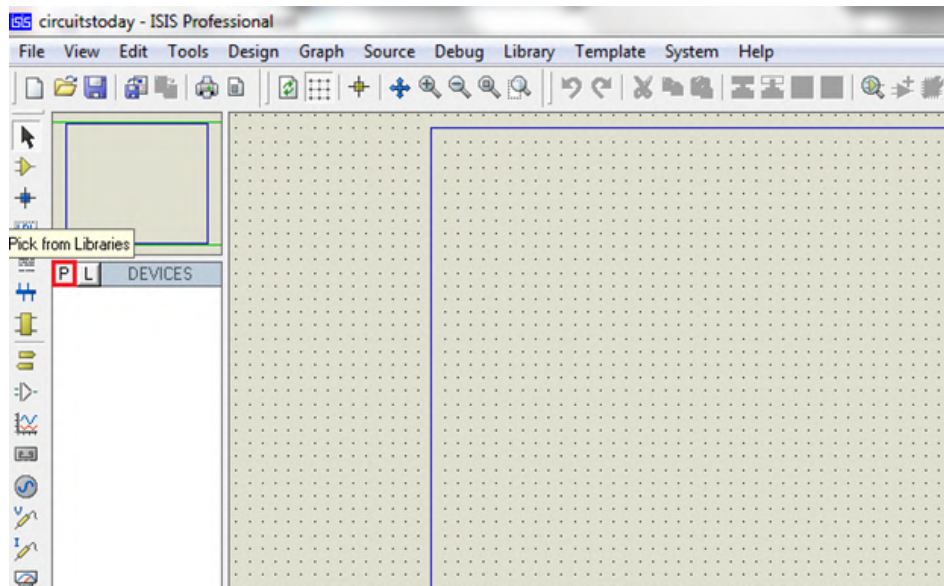 ISIS circuitstoday - ISIS Professional
File View Edit Tools Design Graph Source Debug Library Template System Help
Pick from Libraries
P L DEVICES